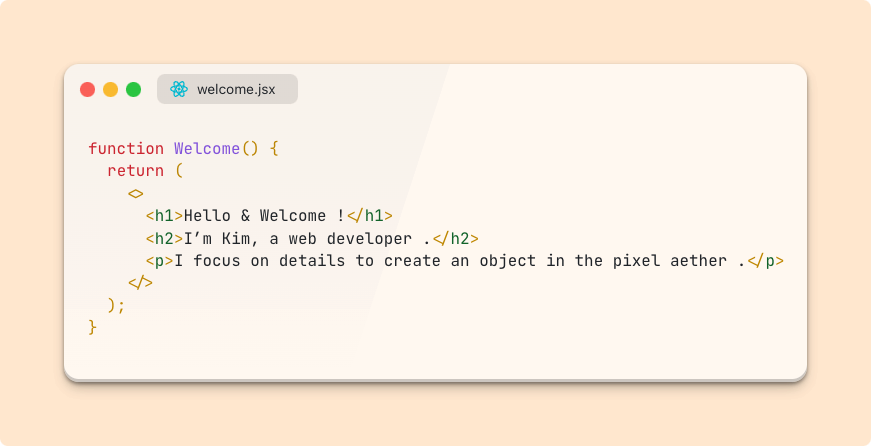 welcome.jsx
function Welcome() {
return (
<>
<h1>Hello & Welcome !</h1>
<h2>I’m Kim, a web developer .</h2>
<p>I focus on details to create an object in the pixel aether .</p>
</>
);
}